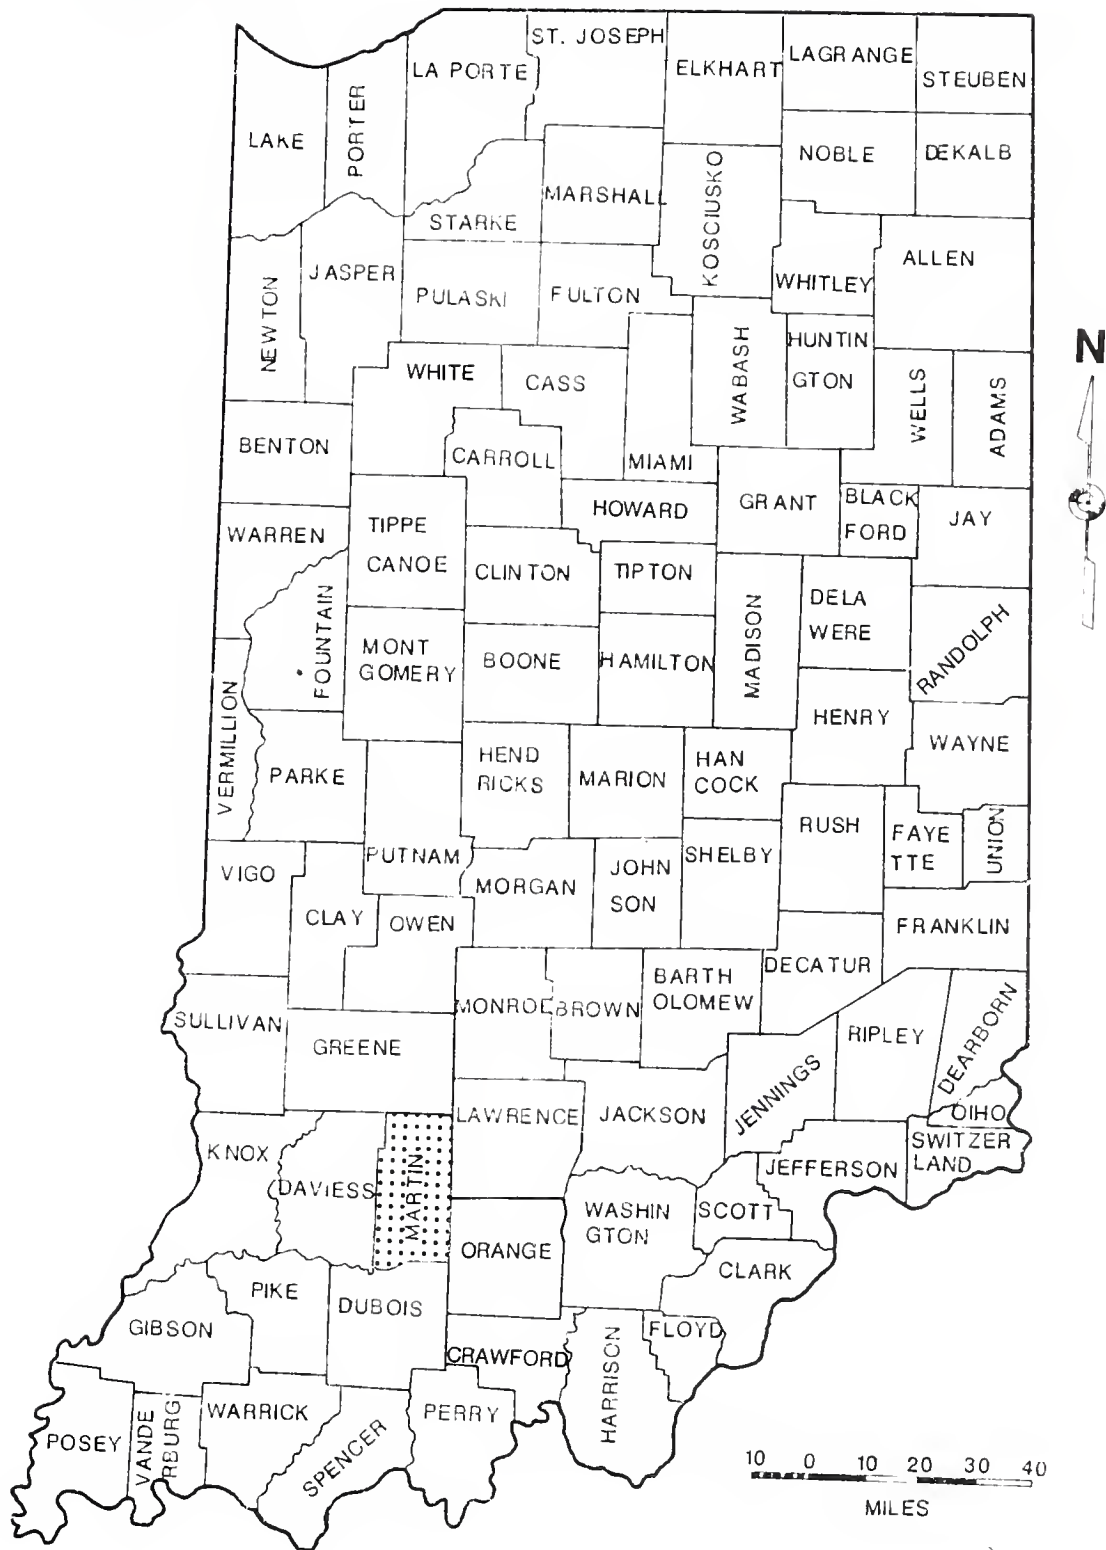 ST. JOSEPH
LAGRANGE
LA PORTE
ELKHART
STEUBEN
LAKE
PORTER
NOBLE
DEKALB
MARSHALL
KOSCIUSKO
STARKE
ALLEN
JASPER
WHITLEY
NEWTON
PULASKI
FULTON
N
HUNTIN
GTON
WHITE
CASS
WABASH
WELLS
ADAMS
BENTON
CARROLL
MIAMI
GRANT
BLACK
FORD
HOWARD
JAY
WARREN
TIPPE
CANOE
CLINTON
TIPTON
DELA
WERE
MADISON
RANDOLPH
FOUNTAIN
MONT
GOMERY
BOONE
HAMILTON
HENRY
VERMILLION
WAYNE
HEND
RICKS
MARION
HAN
COCK
PARKE
RUSH
FAYE
TTE
UNION
PUTNAM
SHELBY
VIGO
MORGAN
JOHN
SON
CLAY
OWEN
FRANKLIN
DECATUR
BARTH
OLOMEW
MONROE
BROWN
SULLIVAN
GREENE
RIPLEY
DEARBORN
JENNINGS
OIHO
LAWRENCE
JACKSON
SWITZER
LAND
KNOX
DAVIESS
MARTIN
JEFFERSON
SCOTT
WASHIN
GTON
ORANGE
CLARK
PIKE
DUBOIS
GIBSON
FLOYD
CRAWFORD
HARRISON
WARRICK
PERRY
POSEY
VANDE
RBURG
SPENCER
10 0 10 20 30 40
MILES